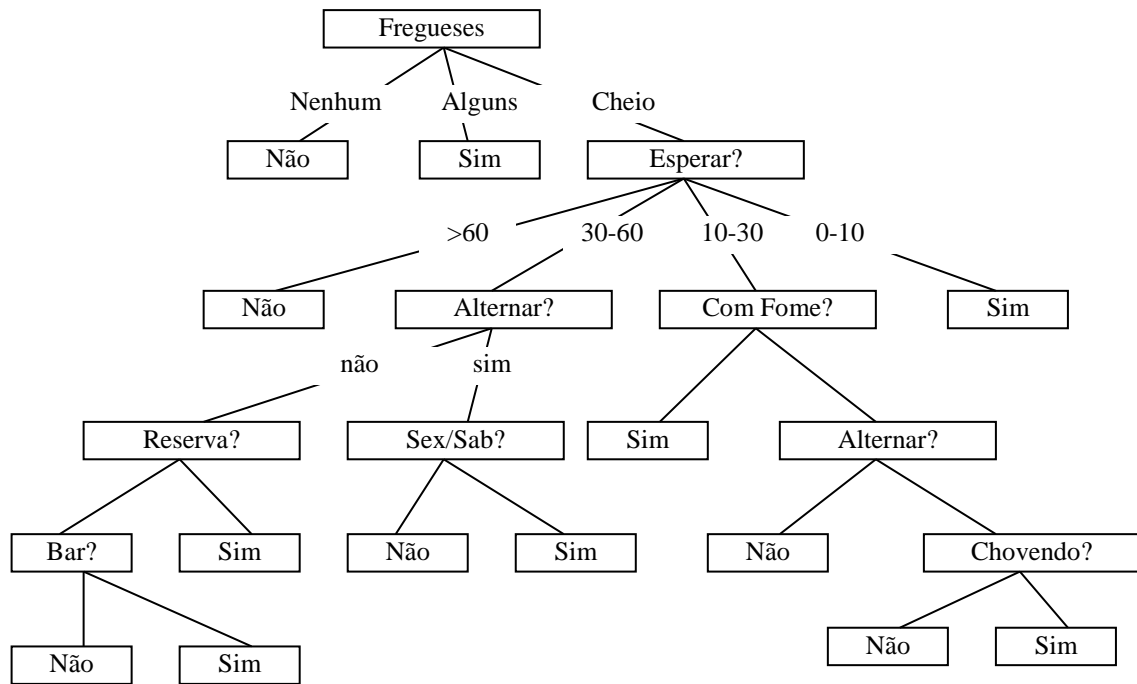 Fregueses
Nenhum Alguns Cheio
Não Sim Esperar?
>60 30-60 10-30 0-10
Não Alternar? Com Fome? Sim
não sim
Reserva? Sex/Sab? Sim Alternar?
Bar? Sim Não Sim Não Chovendo?
Não Sim Não Sim